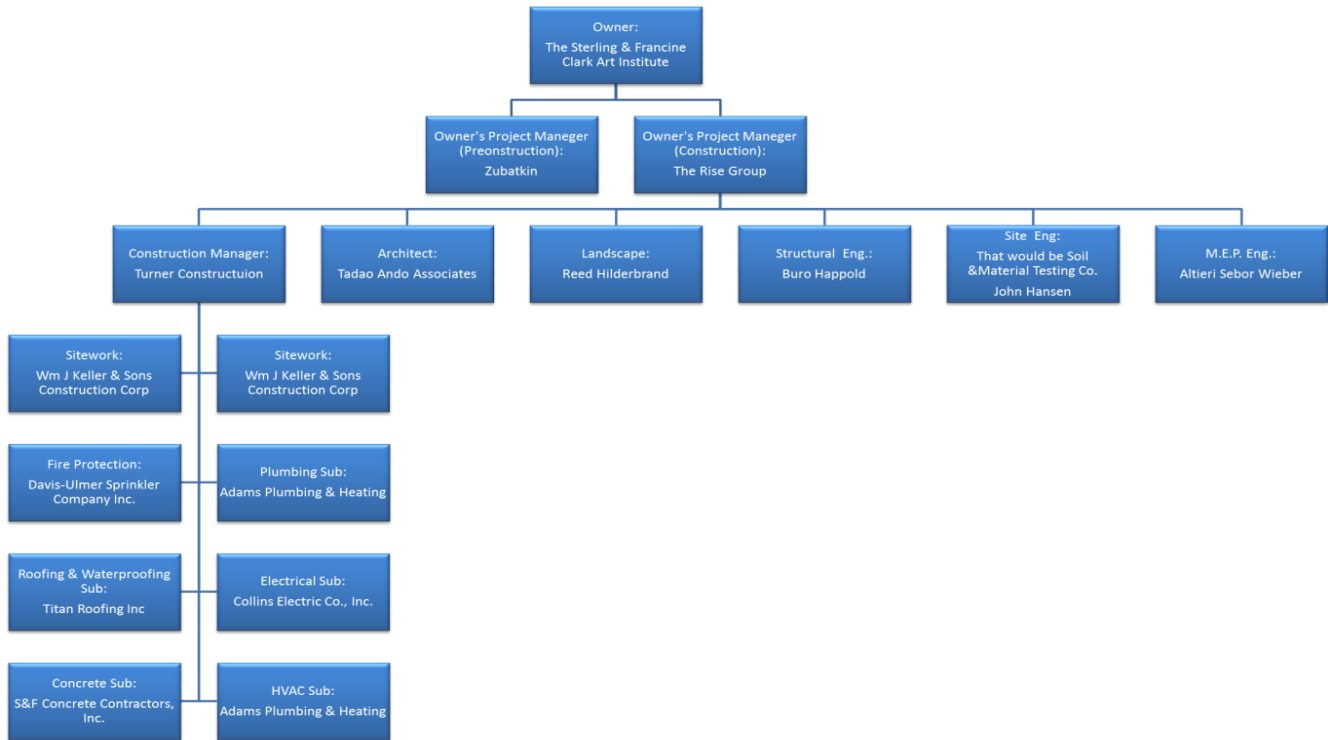 Owner:
The Sterling & Francine
Clark Art Institute
Owner's Project Maneger
(Preonstruction):
Zubatkin
Owner's Project Maneger
(Construction):
The Rise Group
Construction Manager:
Turner Constructuion
Architect:
Tadao Ando Associates
Landscape:
Reed Hilderbrand
Structural  Eng.:
Buro Happold
Site  Eng:
That would be Soil
&Material Testing Co.
John Hansen
M.E.P. Eng.:
Altieri Sebor Wieber
Sitework:
Wm J Keller & Sons
Construction Corp
Sitework:
Wm J Keller & Sons
Construction Corp
Fire Protection:
Davis-Ulmer Sprinkler
Company Inc.
Plumbing Sub:
Adams Plumbing & Heating
Roofing & Waterproofing
Sub:
Titan Roofing Inc
Electrical Sub:
Collins Electric Co., Inc.
Concrete Sub:
S&F Concrete Contractors,
Inc.
HVAC Sub:
Adams Plumbing & Heating